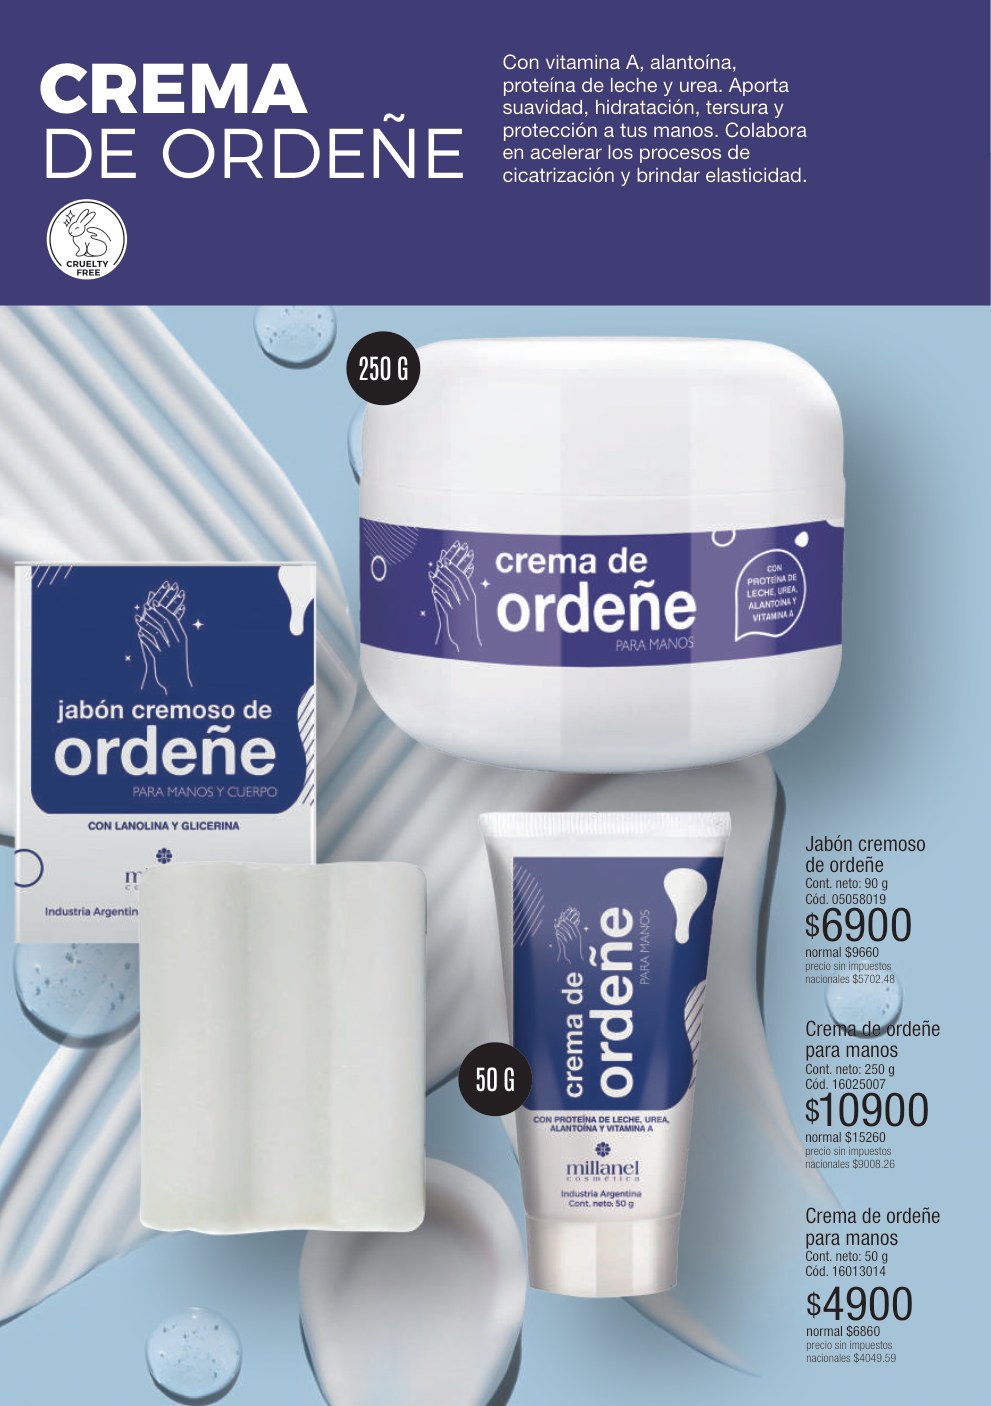 CREMA
DE ORDEÑE
Con vitamina A, alantoína,
proteína de leche y urea. Aporta
suavidad, hidratación, tersura y
protección a tus manos. Colabora
en acelerar los procesos de
cicatrización y brindar elasticidad.
CRUELTY
FREE
250 G
crema de
ordeñe
PARA MANOS
CON
PROTEÍNA DE
LECHE, UREA,
ALANTOÍNA Y
VITAMINA A
jabón cremoso de
ordeñe
PARA MANOS Y CUERPO
CON LANOLINA Y GLICERINA
Industria Argentin
50 G
crema de
ordeñe
PARA MANOS
CON PROTEÍNA DE LECHE, UREA,
ALANTOÍNA Y VITAMINA A
millanel
cosmética
Industria Argentina
Cont. neto: 50 g
Jabón cremoso
de ordeñe
Cont. neto: 90 g
Cód. 05058019
$6900
normal $9660
precio sin impuestos
nacionales $5702.48
Crema de ordeñe
para manos
Cont. neto: 250 g
Cód. 16025007
$10900
normal $15260
precio sin impuestos
nacionales $9008.26
Crema de ordeñe
para manos
Cont. neto: 50 g
Cód. 16013014
$4900
normal $6860
precio sin impuestos
nacionales $4049.59